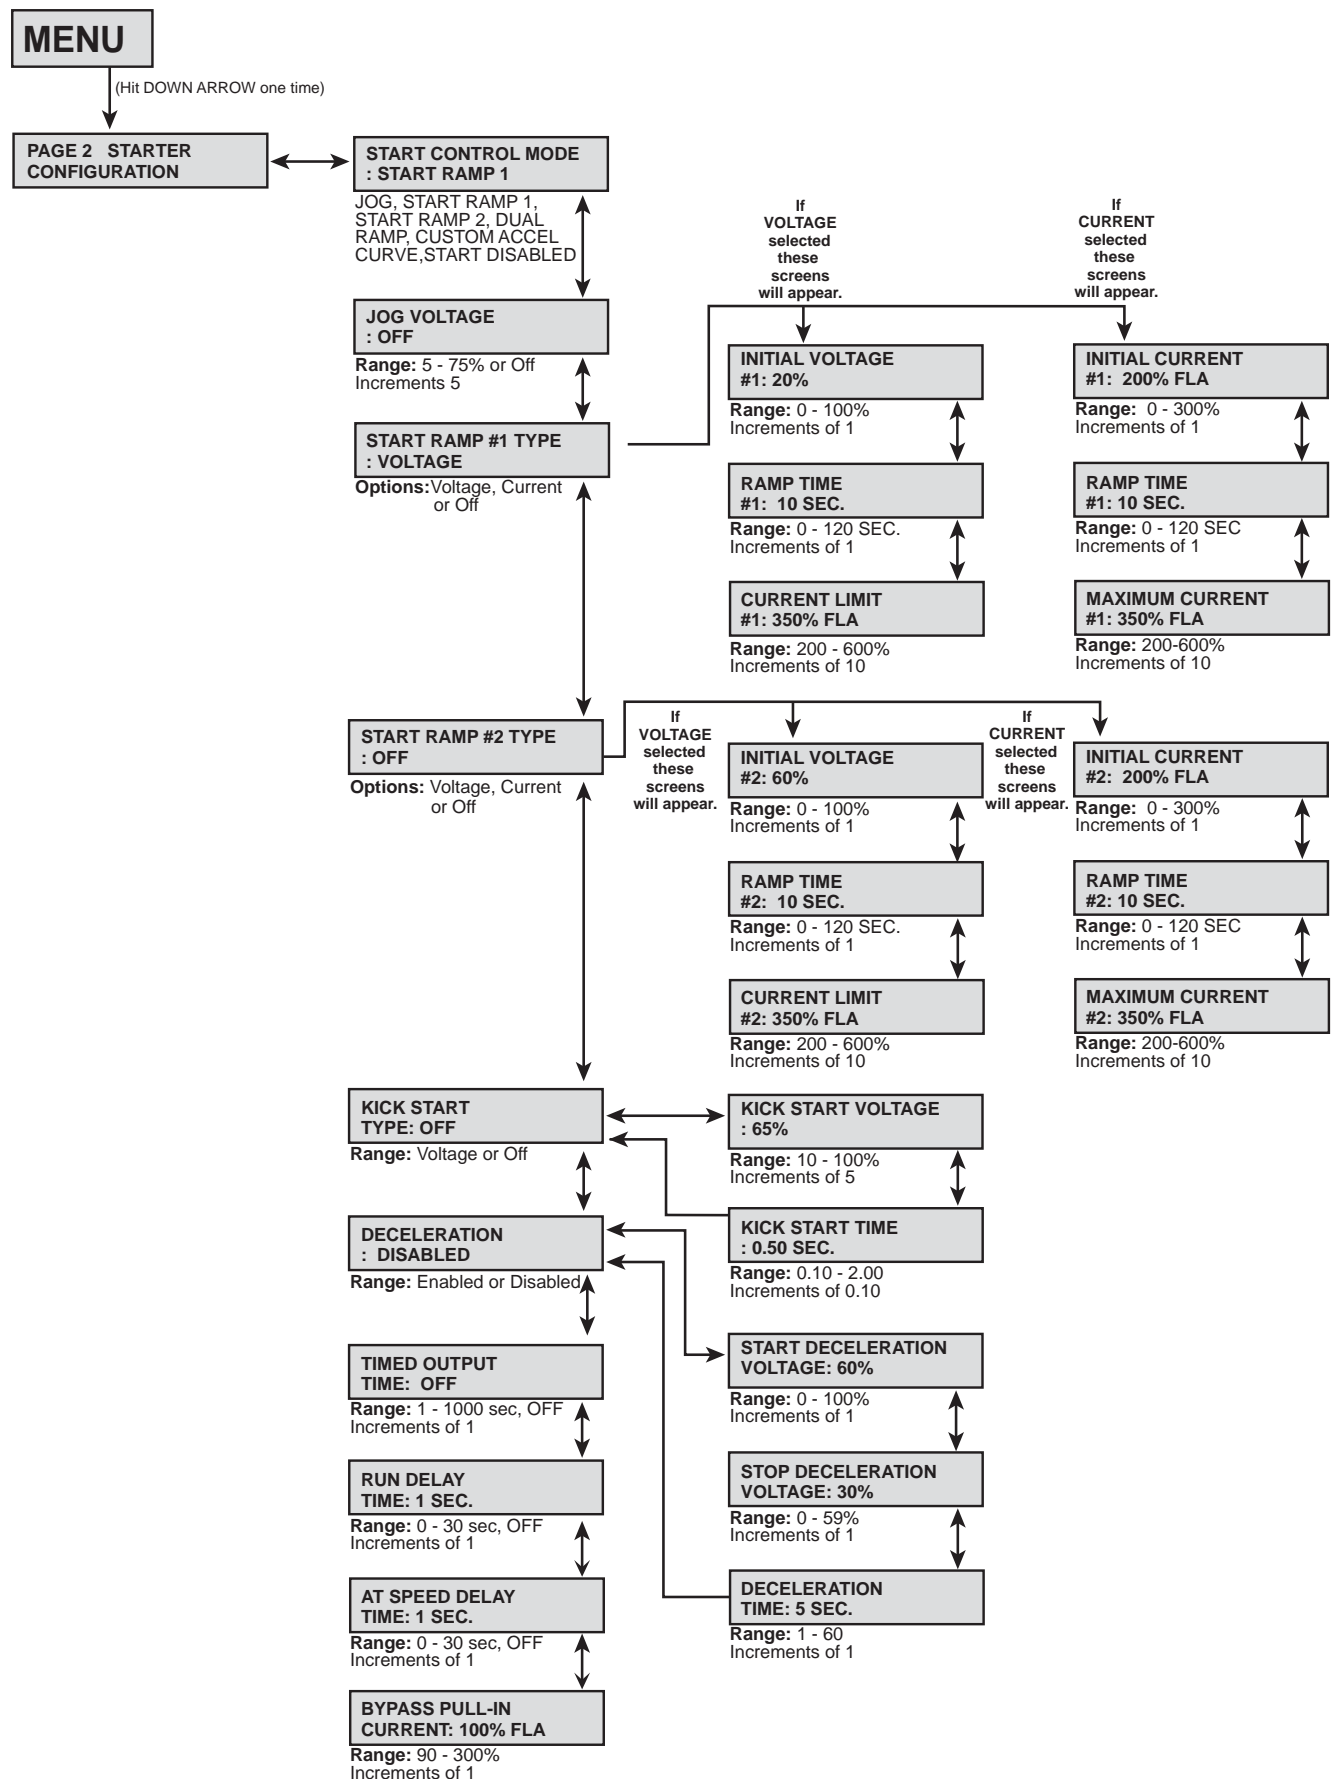 MENU
(Hit DOWN ARROW one time)
PAGE 2 STARTER
CONFIGURATION
START CONTROL MODE
: START RAMP 1
JOG, START RAMP 1,
START RAMP 2, DUAL
RAMP, CUSTOM ACCEL
CURVE,START DISABLED
JOG VOLTAGE
: OFF
Range: 5 - 75% or Off
Increments 5
START RAMP #1 TYPE
: VOLTAGE
Options:Voltage, Current
or Off
If
VOLTAGE
selected
these
screens
will appear.
INITIAL VOLTAGE
#1: 20%
Range: 0 - 100%
Increments of 1
RAMP TIME
#1: 10 SEC.
Range: 0 - 120 SEC.
Increments of 1
CURRENT LIMIT
#1: 350% FLA
Range: 200 - 600%
Increments of 10
If
CURRENT
selected
these
screens
will appear.
INITIAL CURRENT
#1: 200% FLA
Range: 0 - 300%
Increments of 1
RAMP TIME
#1: 10 SEC.
Range: 0 - 120 SEC
Increments of 1
MAXIMUM CURRENT
#1: 350% FLA
Range: 200-600%
Increments of 10
START RAMP #2 TYPE
: OFF
Options: Voltage, Current
or Off
If
VOLTAGE
selected
these
screens
will appear.
INITIAL VOLTAGE
#2: 60%
Range: 0 - 100%
Increments of 1
RAMP TIME
#2: 10 SEC.
Range: 0 - 120 SEC.
Increments of 1
CURRENT LIMIT
#2: 350% FLA
Range: 200 - 600%
Increments of 10
If
CURRENT
selected
these
screens
will appear.
INITIAL CURRENT
#2: 200% FLA
Range: 0 - 300%
Increments of 1
RAMP TIME
#2: 10 SEC.
Range: 0 - 120 SEC
Increments of 1
MAXIMUM CURRENT
#2: 350% FLA
Range: 200-600%
Increments of 10
KICK START
TYPE: OFF
Range: Voltage or Off
KICK START VOLTAGE
: 65%
Range: 10 - 100%
Increments of 5
KICK START TIME
: 0.50 SEC.
Range: 0.10 - 2.00
Increments of 0.10
DECELERATION
: DISABLED
Range: Enabled or Disabled
START DECELERATION
VOLTAGE: 60%
Range: 0 - 100%
Increments of 1
STOP DECELERATION
VOLTAGE: 30%
Range: 0 - 59%
Increments of 1
DECELERATION
TIME: 5 SEC.
Range: 1 - 60
Increments of 1
TIMED OUTPUT
TIME: OFF
Range: 1 - 1000 sec, OFF
Increments of 1
RUN DELAY
TIME: 1 SEC.
Range: 0 - 30 sec, OFF
Increments of 1
AT SPEED DELAY
TIME: 1 SEC.
Range: 0 - 30 sec, OFF
Increments of 1
BYPASS PULL-IN
CURRENT: 100% FLA
Range: 90 - 300%
Increments of 1